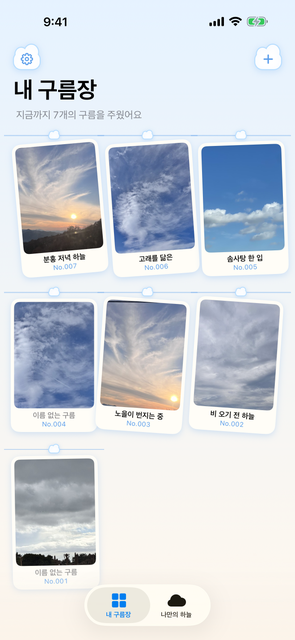 9:41
내 구름장
지금까지 7개의 구름을 주웠어요
분홍 저녁 하늘
No.007
고래를 닮은
No.006
솜사탕 한 입
No.005
이름 없는 구름
No.004
노을이 번지는 중
No.003
비 오기 전 하늘
No.002
이름 없는 구름
No.001
내 구름장
나만의 하늘